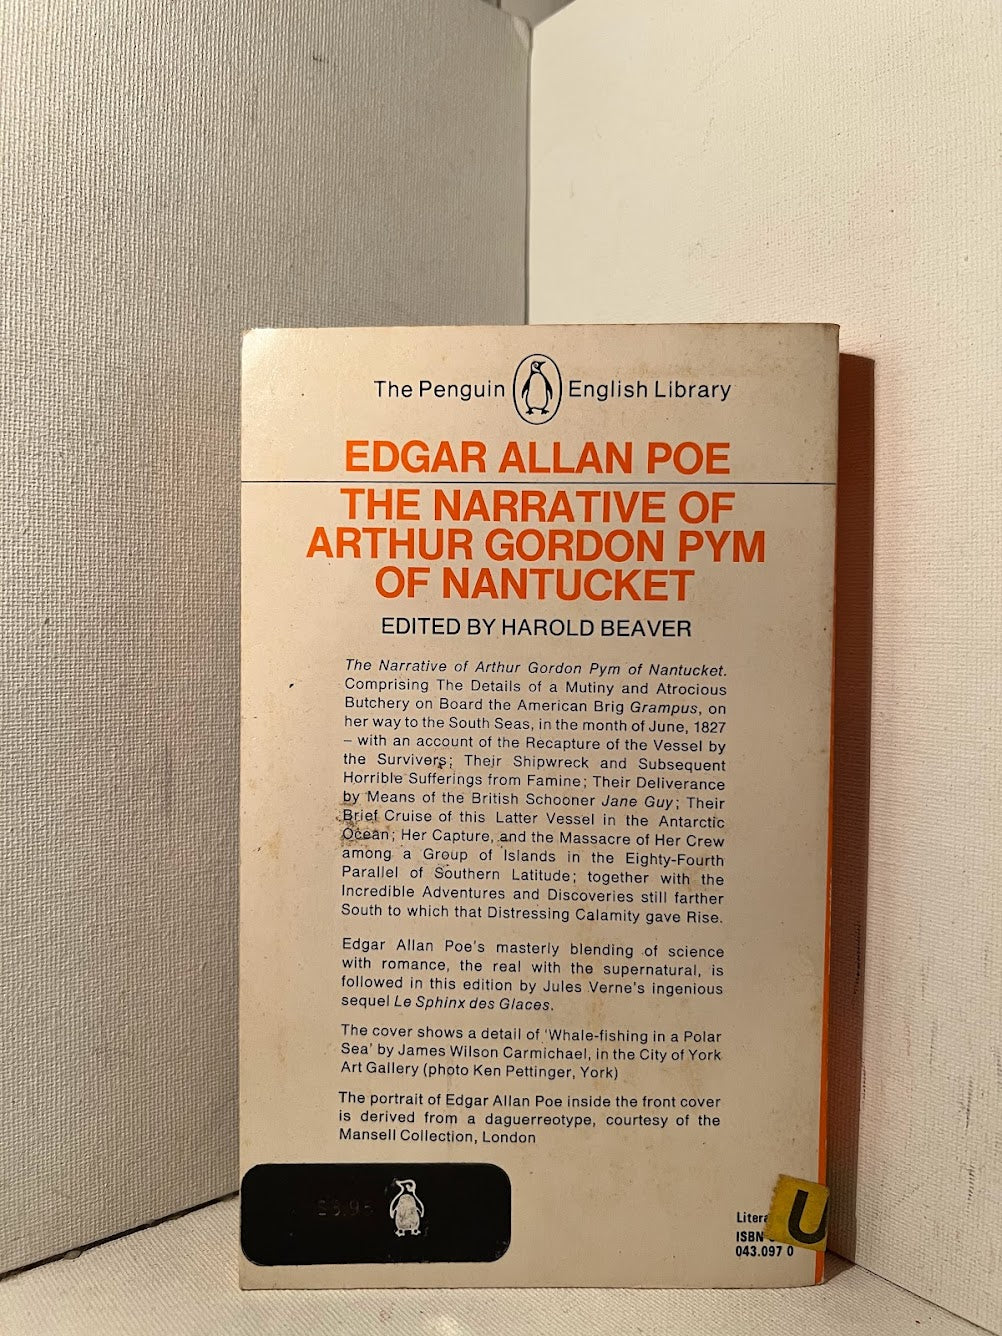 The Penguin English Library
EDGAR ALLAN POE
THE NARRATIVE OF
ARTHUR GORDON PYM
OF NANTUCKET
EDITED BY HAROLD BEAVER
The Narrative of Arthur Gordon Pym of Nantucket.
Comprising The Details of a Mutiny and Atrocious
Butchery on Board the American Brig Grampus, on
her way to the South Seas, in the month of June, 1827
– with an account of the Recapture of the Vessel by
the Survivers; Their Shipwreck and Subsequent
Horrible Sufferings from Famine; Their Deliverance
by Means of the British Schooner Jane Guy; Their
Brief Cruise of this Latter Vessel in the Antarctic
Ocean; Her Capture, and the Massacre of Her Crew
among a Group of Islands in the Eighty-Fourth
Parallel of Southern Latitude; together with the
Incredible Adventures and Discoveries still farther
South to which that Distressing Calamity gave Rise.
Edgar Allan Poe's masterly blending of science
with romance, the real with the supernatural, is
followed in this edition by Jules Verne's ingenious
sequel Le Sphinx des Glaces.
The cover shows a detail of 'Whale-fishing in a Polar
Sea' by James Wilson Carmichael, in the City of York
Art Gallery (photo Ken Pettinger, York)
The portrait of Edgar Allan Poe inside the front cover
is derived from a daguerreotype, courtesy of the
Mansell Collection, London
U
ISBN
043.097 0